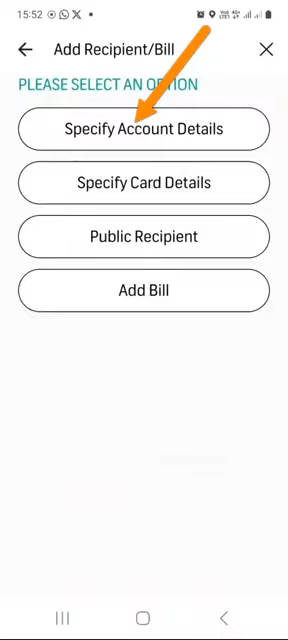 15:52
Add Recipient/Bill
PLEASE SELECT AN OPTION
Specify Account Details
Specify Card Details
Public Recipient
Add Bill